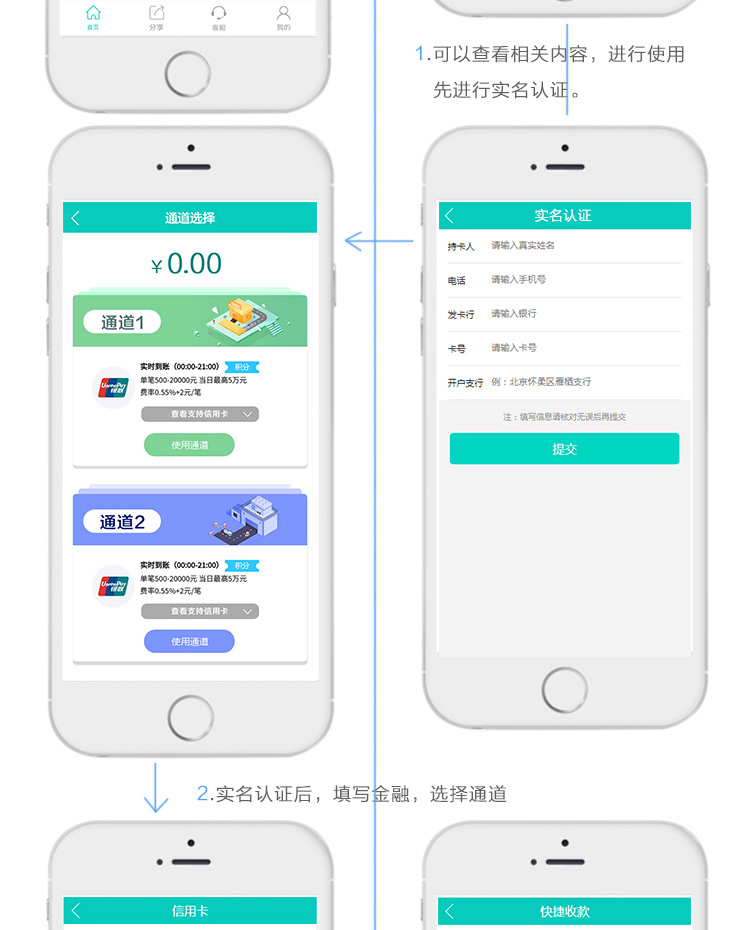 首页 分享 客服 我的
1.可以查看相关内容，进行使用
先进行实名认证。
通道选择
¥0.00
通道1
实时到账（00:00-21:00） 积分
单笔500-20000元 当日最高5万元
费率0.55%+2元/笔
UnionPay
银联
查看支持信用卡
使用通道
通道2
实时到账（00:00-21:00） 积分
单笔500-20000元 当日最高5万元
费率0.55%+2元/笔
UnionPay
银联
查看支持信用卡
使用通道
实名认证
持卡人 请输入真实姓名
电话 请输入手机号
发卡行 请输入银行
卡号 请输入卡号
开户支行 例：北京怀柔区雁栖支行
注：填写信息请核对无误后再提交
提交
2.实名认证后，填写金融，选择通道
信用卡
快捷收款